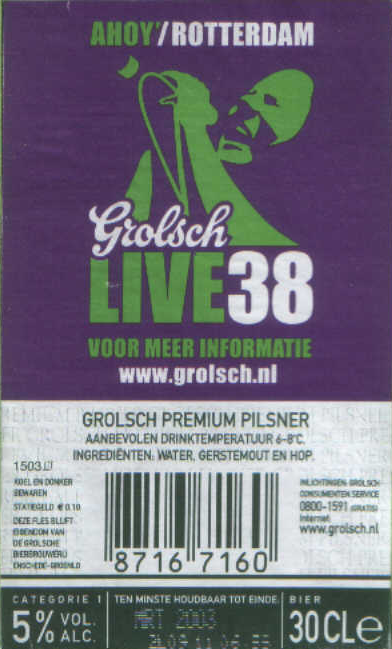 AHOY'/ROTTERDAM
Grolsch
LIVE38
VOOR MEER INFORMATIE
www.grolsch.nl
GROLSCH PREMIUM PILSNER
AANBEVOLEN DRINKTEMPERATUUR 6-8°C.
INGREDIËNTEN: WATER, GERSTEMOUT EN HOP.
1503
KOEL EN DONKER
BEWAREN
STATIEGELD € 0.10
DEZE FLES BLIJFT
EIGENDOM VAN
DE GROLSCHE
BIERBROUWERIJ
ENSCHEDE-GROENLO
8716 7160
INLICHTINGEN: GROLSCH
CONSUMENTEN SERVICE
0800-1591 (GRATIS)
Internet:
www.grolsch.nl
CATEGORIE 1
5% VOL. ALC.
TEN MINSTE HOUDBAAR TOT EINDE:
MRT 2003
BIER
30CLe